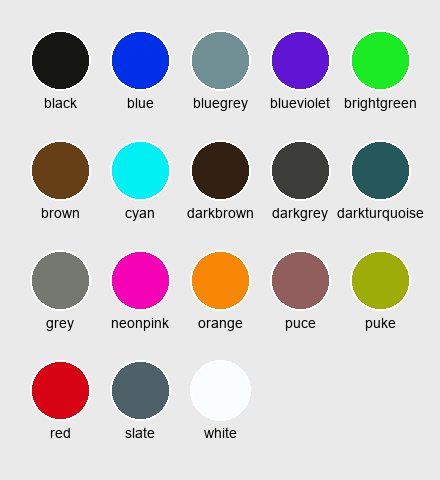 black blue bluegrey blueviolet brightgreen
brown cyan darkbrown darkgrey darkturquoise
grey neonpink orange puce puke
red slate white